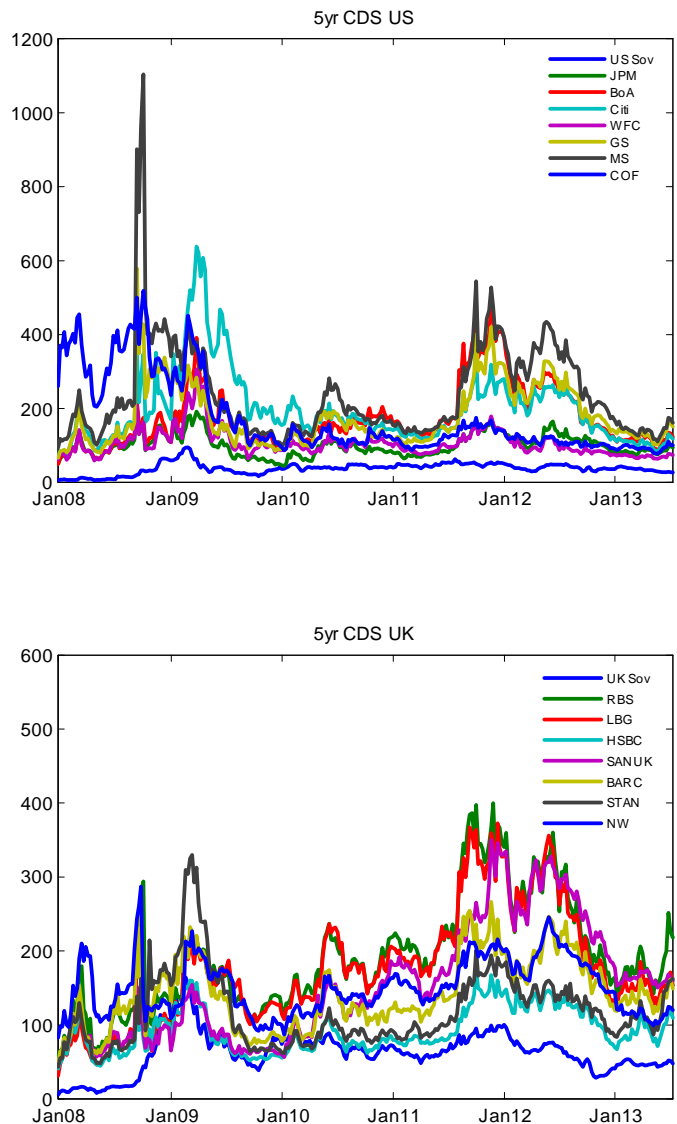 5yr CDS US
1200
1000
800
600
400
200
0
US Sov
JPM
BoA
Citi
WFC
GS
MS
COF
Jan08 Jan09 Jan10 Jan11 Jan12 Jan13
5yr CDS UK
600
500
400
300
200
100
0
UK Sov
RBS
LBG
HSBC
SANUK
BARC
STAN
NW
Jan08 Jan09 Jan10 Jan11 Jan12 Jan13